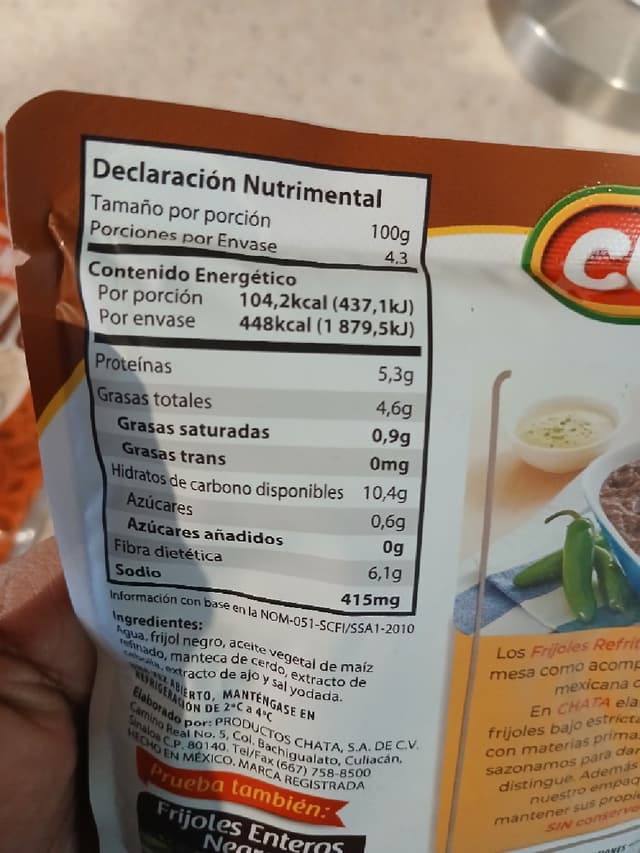 Declaración Nutrimental
Tamaño por porción 100g
Porciones por Envase 4.3
Contenido Energético
Por porción 104,2kcal (437,1kJ)
Por envase 448kcal (1 879,5kJ)
Proteínas 5,3g
Grasas totales 4,6g
Grasas saturadas 0,9g
Grasas trans 0mg
Hidratos de carbono disponibles 10,4g
Azúcares 0,6g
Azúcares añadidos 0g
Fibra dietética 6,1g
Sodio 415mg
Información con base en la NOM-051-SCFI/SSA1-2010
Ingredientes:
Agua, frijol negro, aceite vegetal de maíz
refinado, manteca de cerdo, extracto de
cebolla, extracto de ajo y sal yodada.
UNA VEZ ABIERTO, MANTÉNGASE EN
REFRIGERACIÓN DE 2°C a 4°C
Elaborado por: PRODUCTOS CHATA, S.A. DE C.V.
Camino Real No. 5, Col. Bachigualato, Culiacán,
Sinaloa C.P. 80140. Tel/Fax (667) 758-8500
HECHO EN MÉXICO. MARCA REGISTRADA
Prueba también:
Frijoles Enteros
Los Frijoles Refrit
mesa como acomp
mexicana
En CHATA ela
frijoles bajo estricta
con materias prima
sazonamos para dar
distingue. Además
nuestro empaq
mantener sus propie
SIN conserva